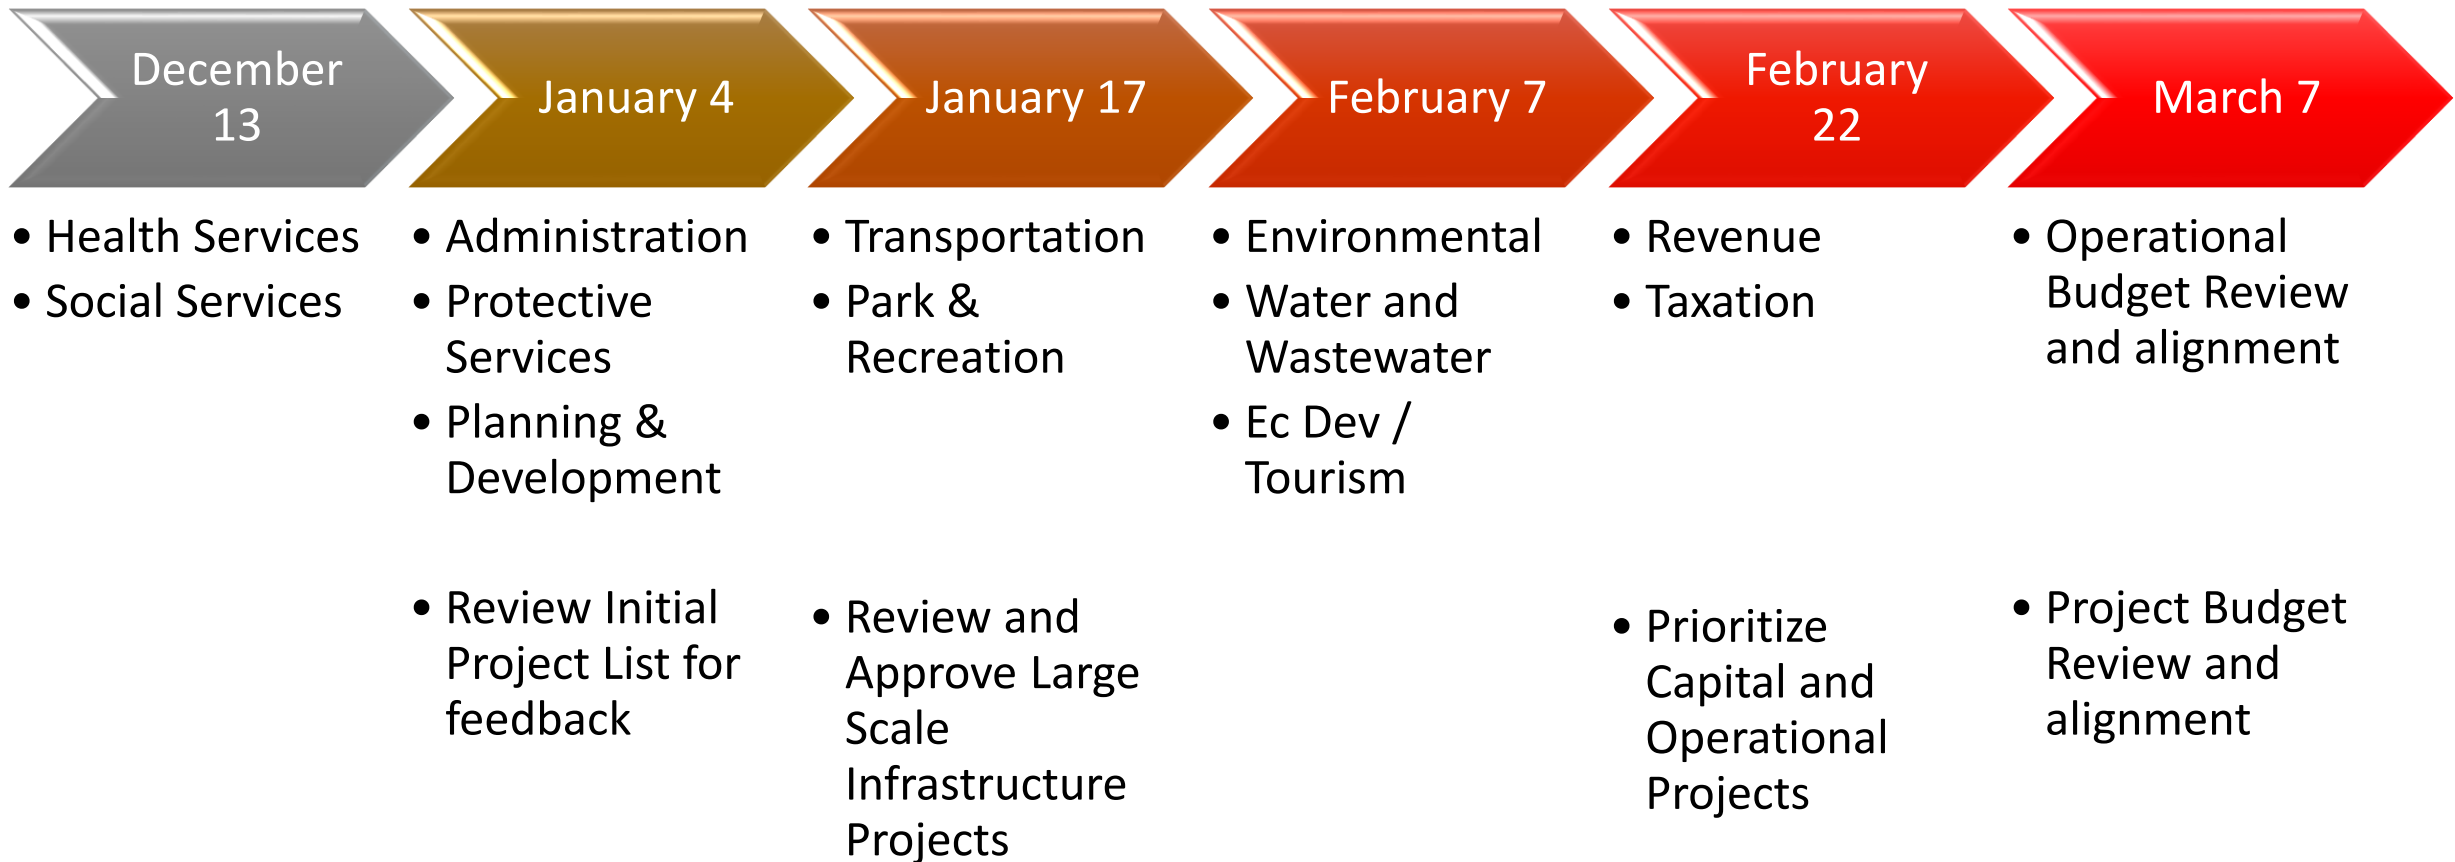 December
13
January 4
January 17
February 7
February
22
March 7
• Health Services
• Social Services
• Administration
• Protective
Services
• Planning &
Development
• Review Initial
Project List for
feedback
• Transportation
• Park &
Recreation
• Review and
Approve Large
Scale
Infrastructure
Projects
• Environmental
• Water and
Wastewater
• Ec Dev /
Tourism
• Revenue
• Taxation
• Prioritize
Capital and
Operational
Projects
• Operational
Budget Review
and alignment
• Project Budget
Review and
alignment